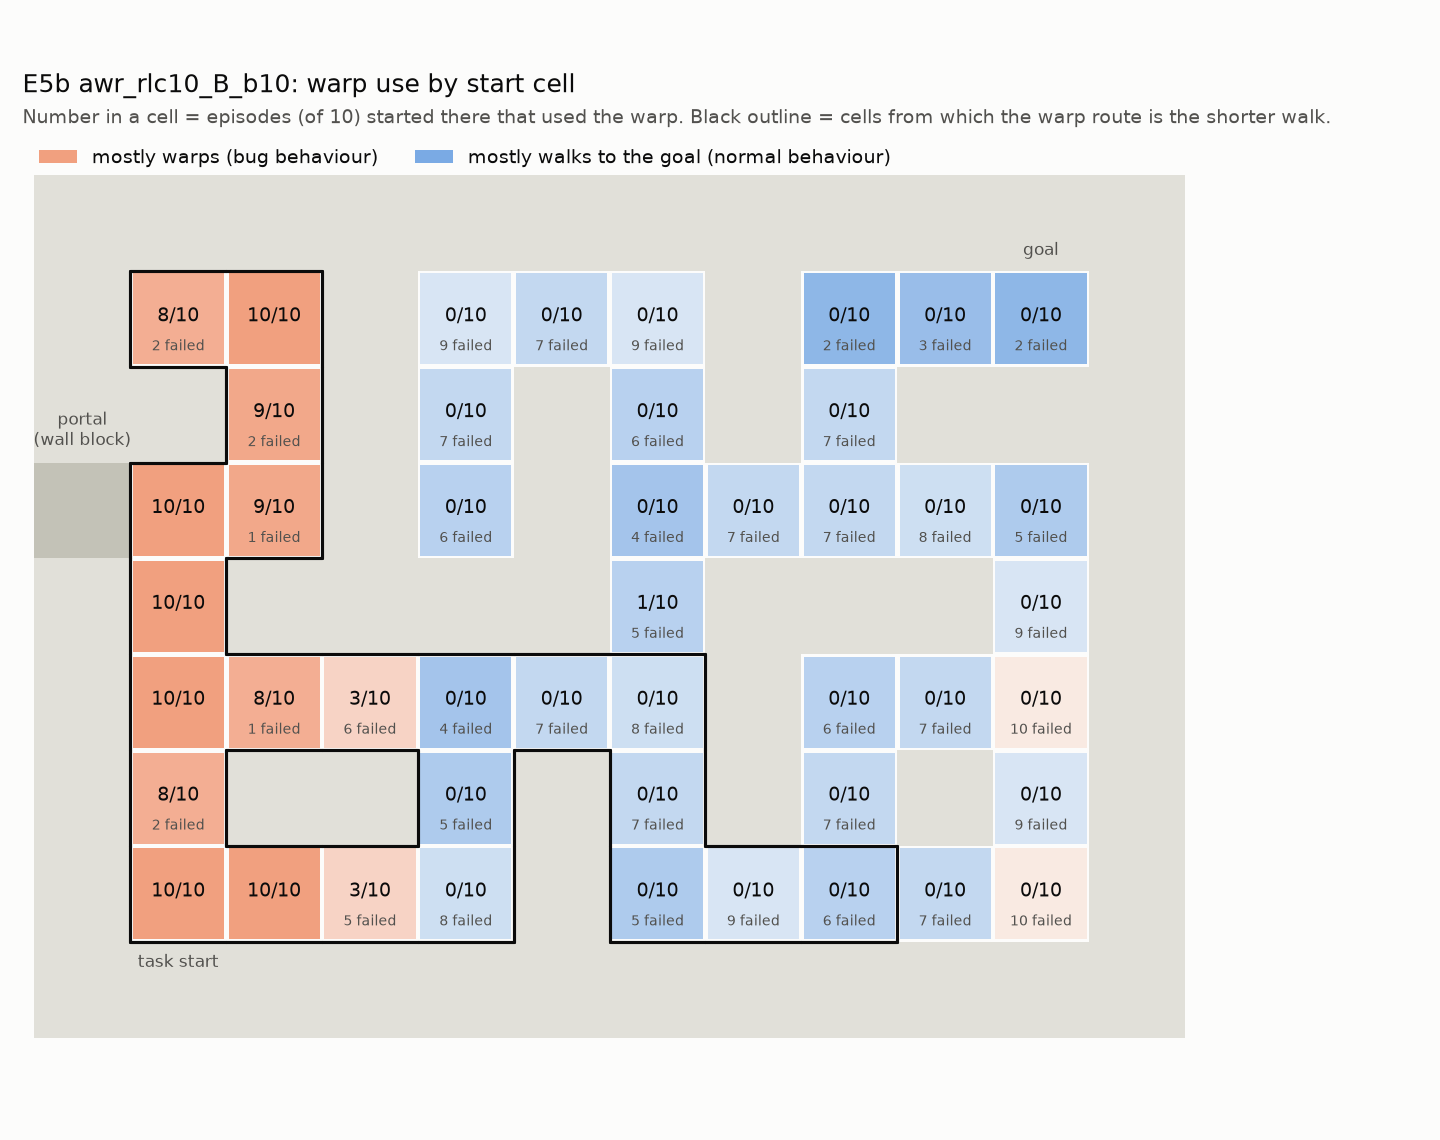 E5b awr_rlc10_B_b10: warp use by start cell
Number in a cell = episodes (of 10) started there that used the warp. Black outline = cells from which the warp route is the shorter walk.
mostly warps (bug behaviour) mostly walks to the goal (normal behaviour)
goal
8/10 10/10 0/10 0/10 0/10 0/10 0/10 0/10
2 failed 9 failed 7 failed 9 failed 2 failed 3 failed 2 failed
9/10 0/10 0/10 0/10
portal
(wall block)
2 failed 7 failed 6 failed 7 failed
10/10 9/10 0/10 0/10 0/10 0/10 0/10 0/10
1 failed 6 failed 4 failed 7 failed 7 failed 8 failed 5 failed
10/10 1/10 0/10
5 failed 9 failed
10/10 8/10 3/10 0/10 0/10 0/10 0/10 0/10 0/10
1 failed 6 failed 4 failed 7 failed 8 failed 6 failed 7 failed 10 failed
8/10 0/10 0/10 0/10 0/10
2 failed 5 failed 7 failed 7 failed 9 failed
10/10 10/10 3/10 0/10 0/10 0/10 0/10 0/10 0/10
5 failed 8 failed 5 failed 9 failed 6 failed 7 failed 10 failed
task start